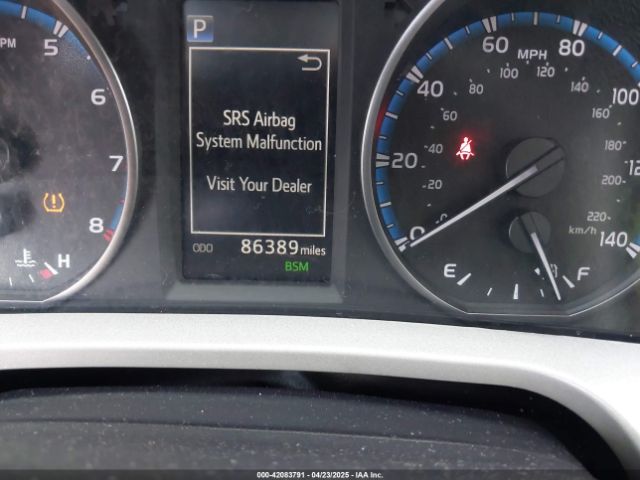 P
SRS Airbag
System Malfunction
Visit Your Dealer
ODO 86389 miles
BSM
PM
5
6
7
8
H
MPH
km/h
0
20
40
60
80
100
140
20
40
60
80
100
120
140
160
180
200
220
E
F
000-42083791 - 04/23/2025 - IAA, Inc.